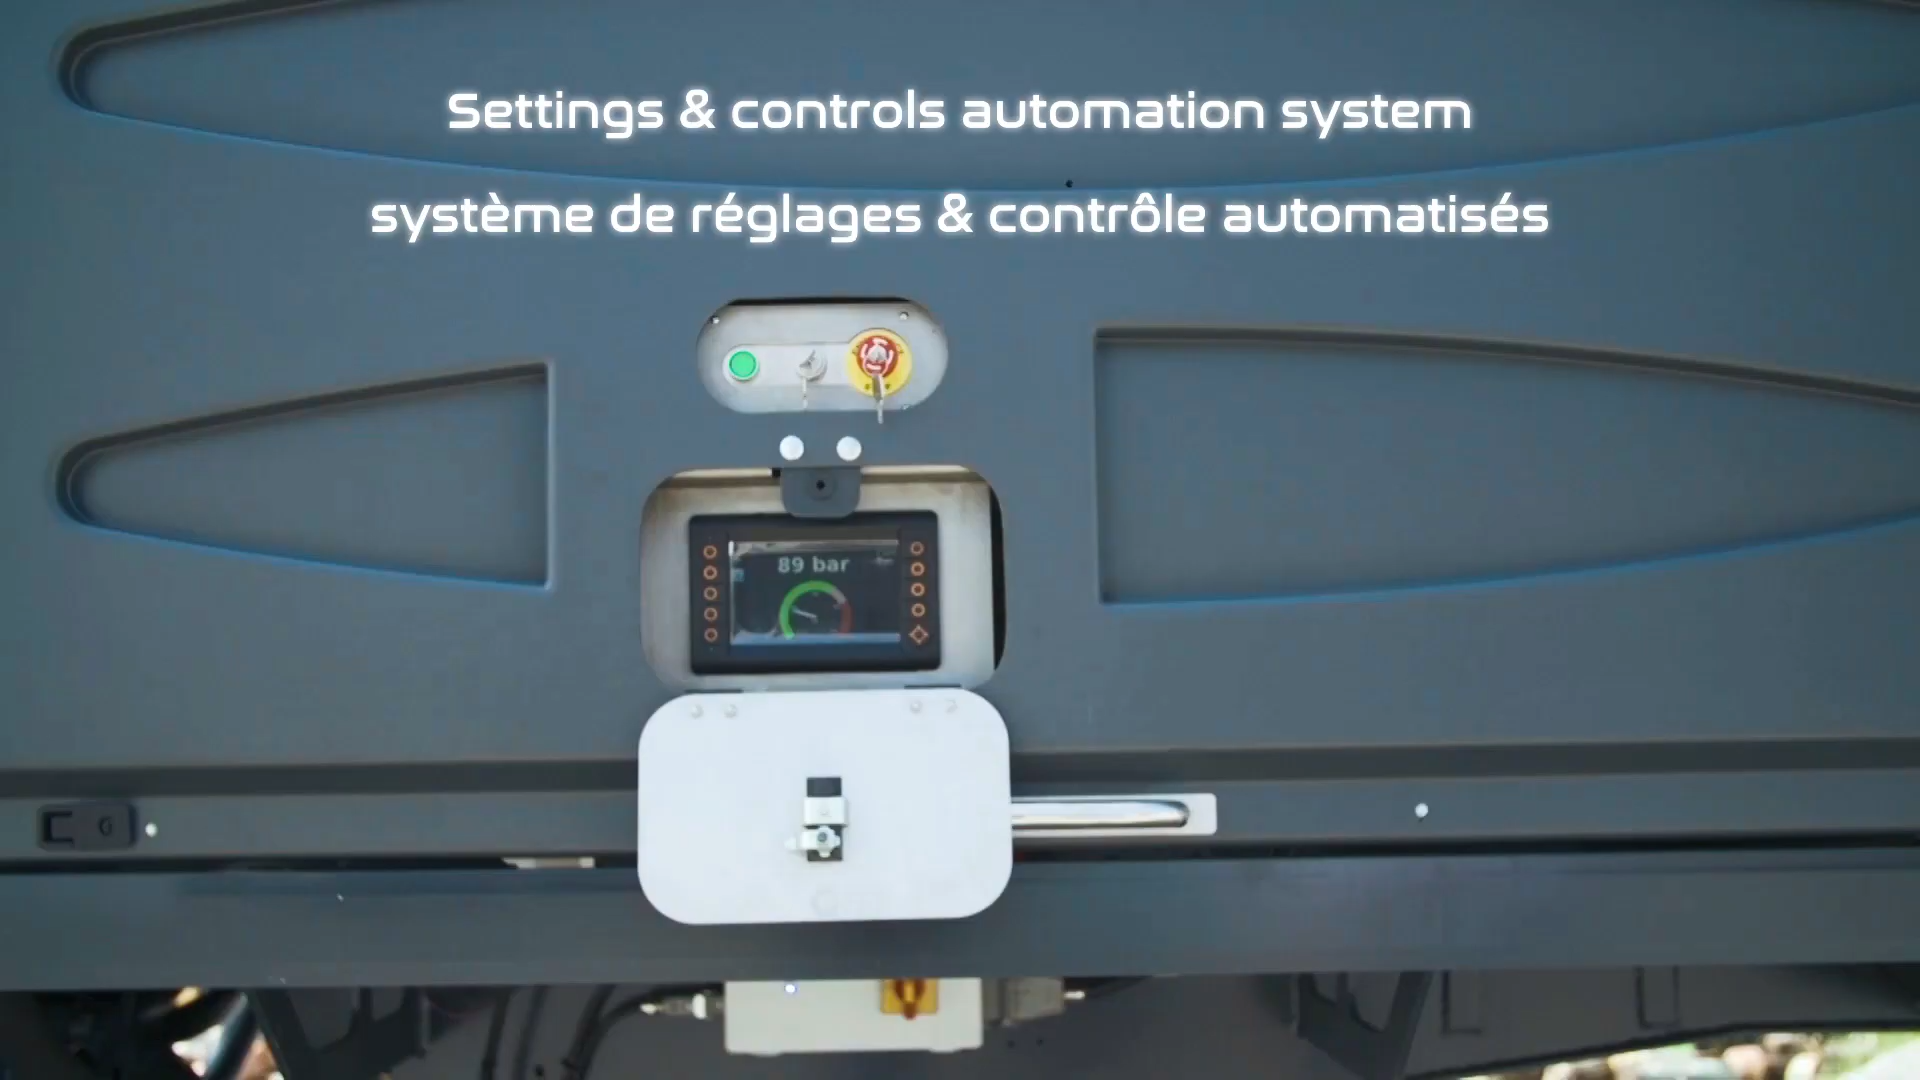 Settings & controls automation system
système de réglages & contrôle automatisés
89 bar